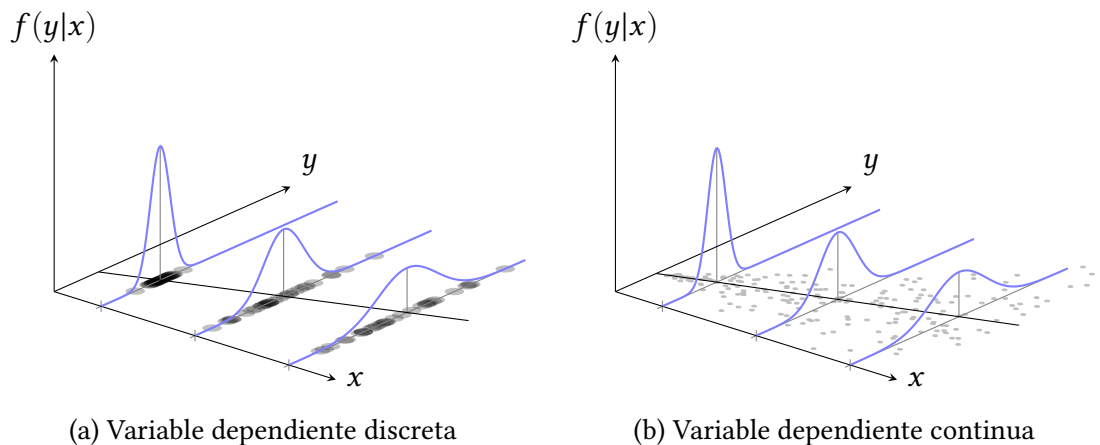 f(y|x)
y
x
(a) Variable dependiente discreta
f(y|x)
y
x
(b) Variable dependiente continua